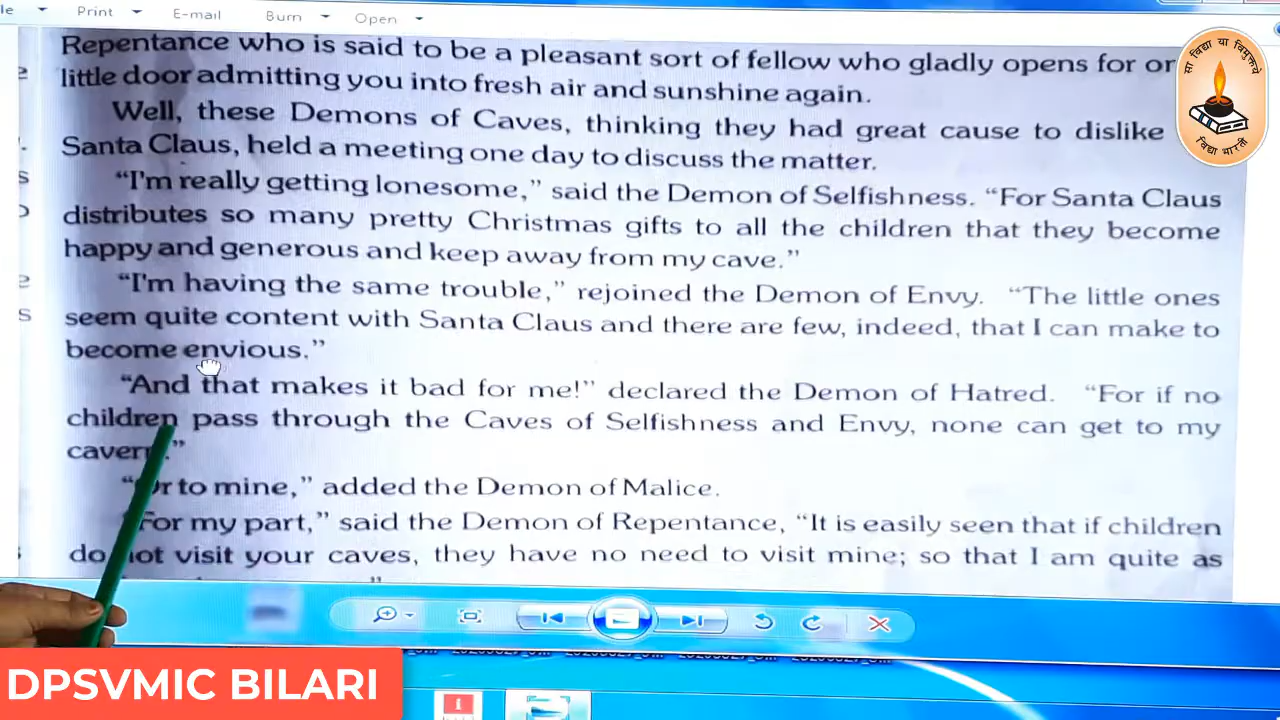 Print E-mail Burn Open
Repentance who is said to be a pleasant sort of fellow who gladly opens for
little door admitting you into fresh air and sunshine again.
Well, these Demons of Caves, thinking they had great cause to dislike
Santa Claus, held a meeting one day to discuss the matter.
“I'm really getting lonesome,” said the Demon of Selfishness. “For Santa Claus
distributes so many pretty Christmas gifts to all the children that they become
happy and generous and keep away from my cave.”
“I'm having the same trouble,” rejoined the Demon of Envy. “The little ones
seem quite content with Santa Claus and there are few, indeed, that I can make to
become envious.”
“And that makes it bad for me!” declared the Demon of Hatred. “For if no
children pass through the Caves of Selfishness and Envy, none can get to my
cavern.”
“Or to mine,” added the Demon of Malice.
“For my part,” said the Demon of Repentance, “It is easily seen that if children
do not visit your caves, they have no need to visit mine; so that I am quite as
सा विद्या या विमुक्तये
विद्या भारती
DPSVMIC BILARI